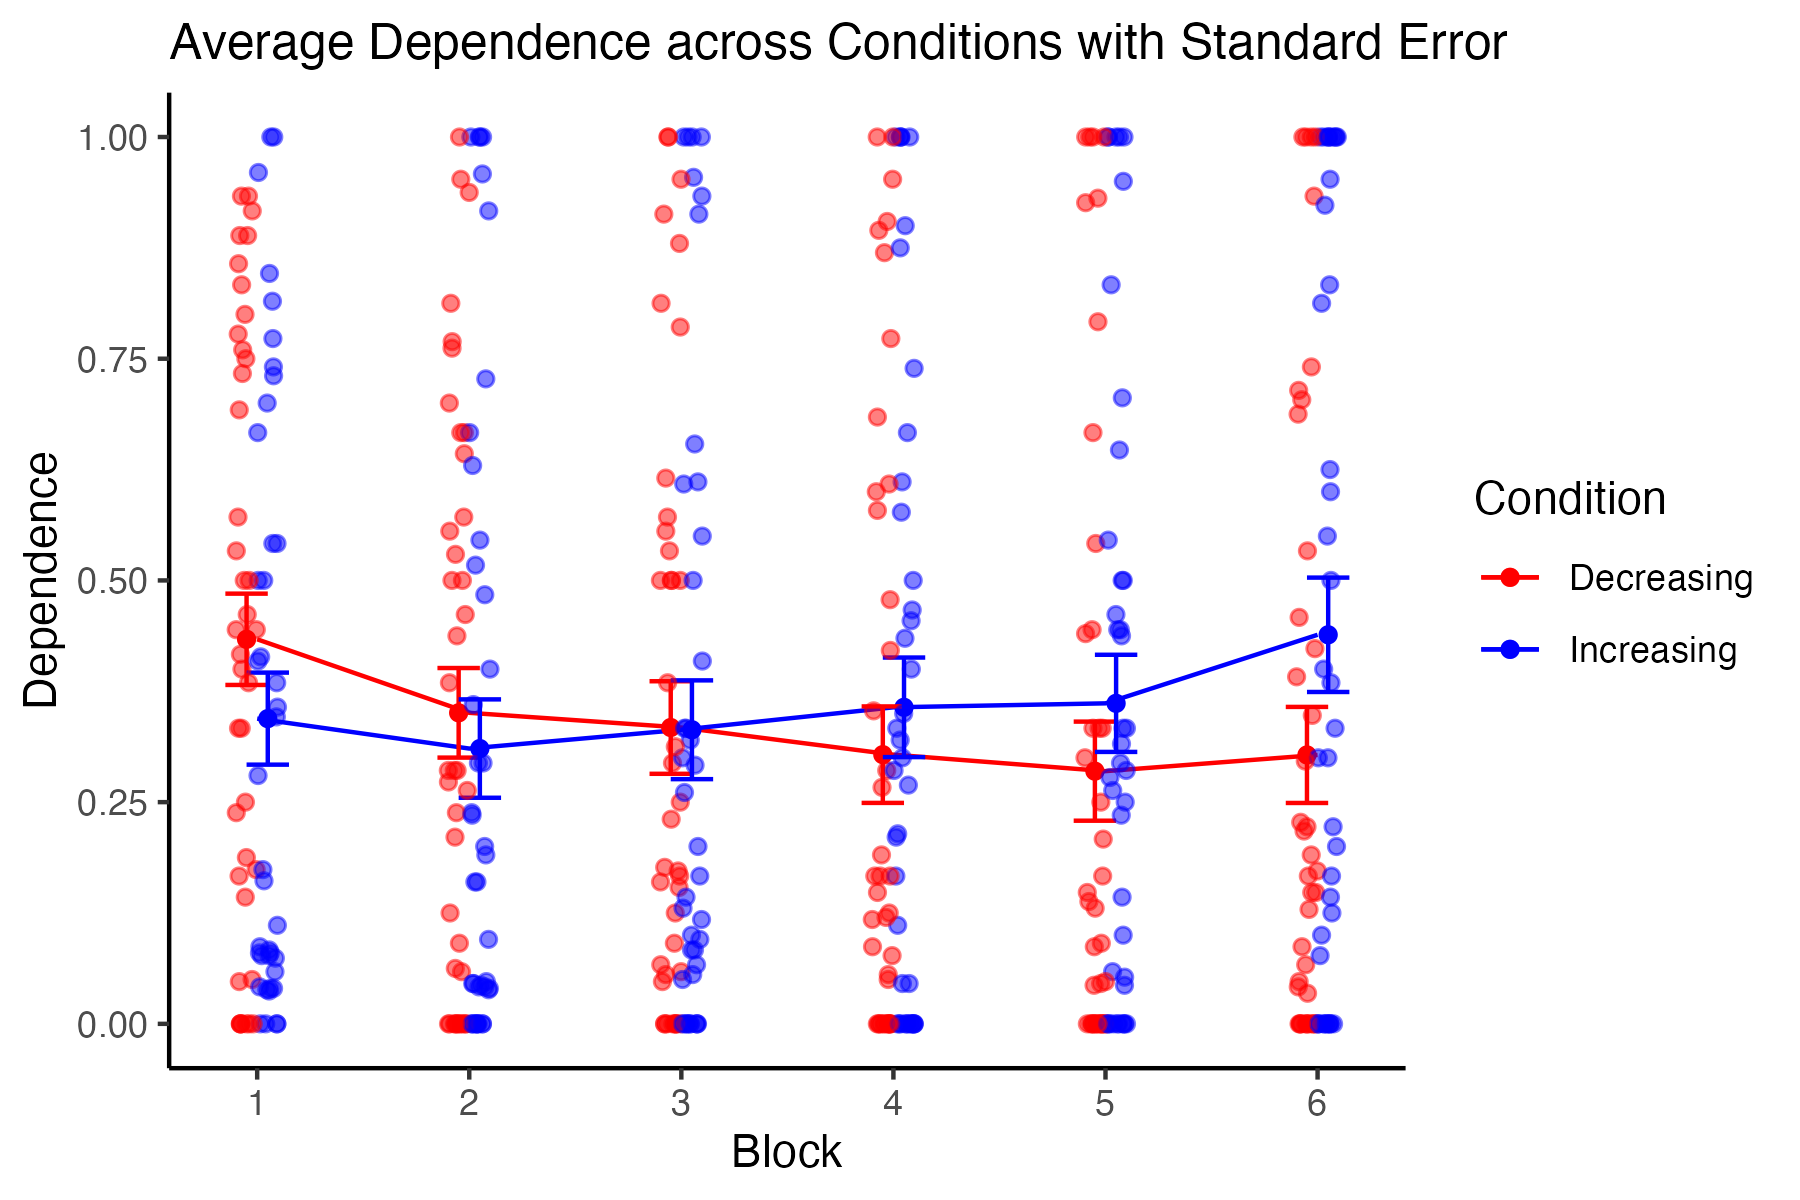 Average Dependence across Conditions with Standard Error
Dependence
1.00
0.75
0.50
0.25
0.00
1 2 3 4 5 6
Block
Condition
Decreasing
Increasing